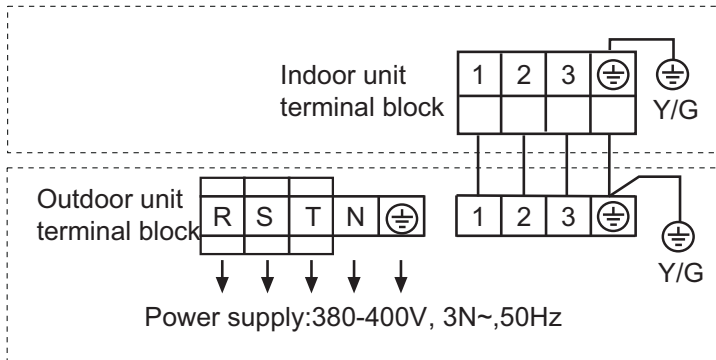 Indoor unit
terminal block
1 2 3
Y/G
Outdoor unit
terminal block
R S T N
1 2 3
Y/G
Power supply:380-400V, 3N~,50Hz